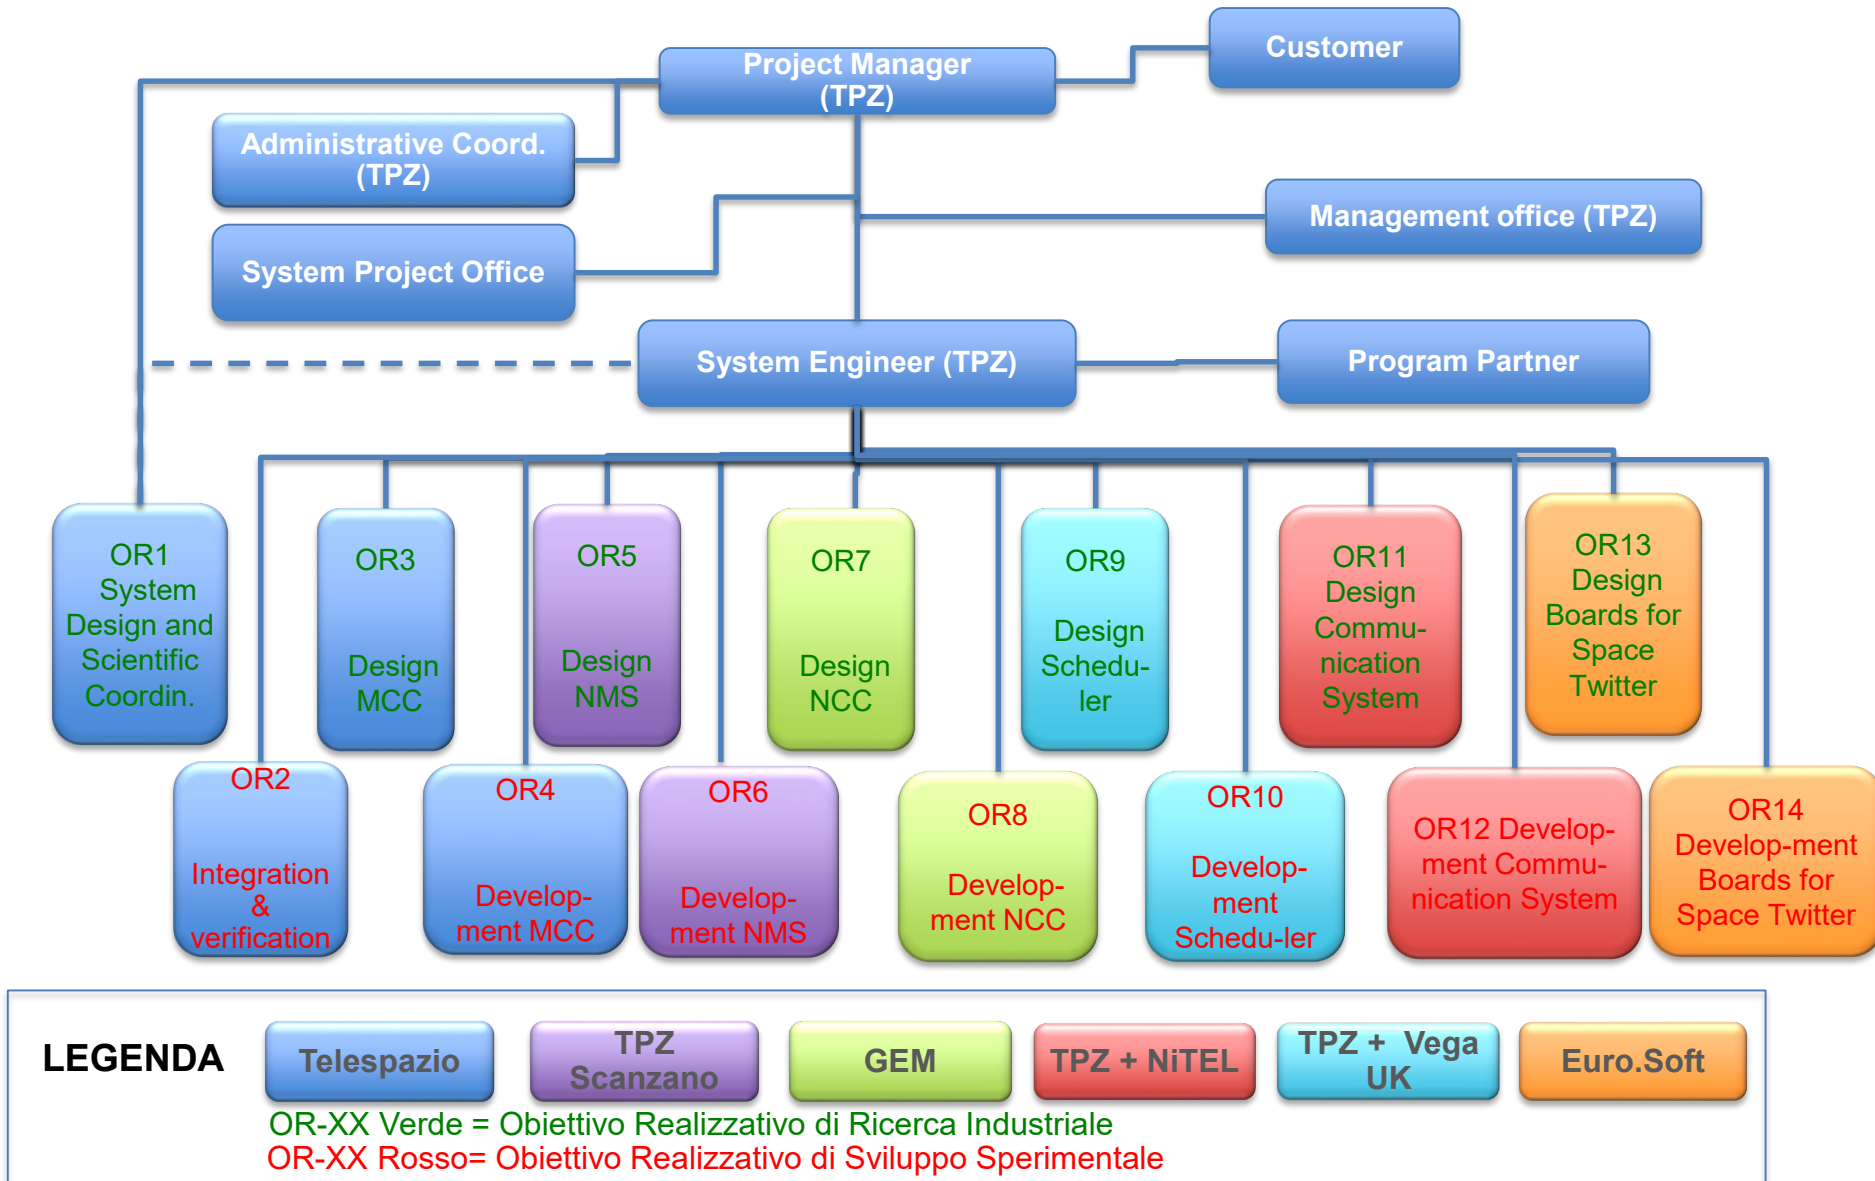 Customer
Project Manager
(TPZ)
Administrative Coord.
(TPZ)
Management office (TPZ)
System Project Office
System Engineer (TPZ)
Program Partner
OR1
System
Design and
Scientific
Coordin.
OR3
Design
MCC
OR5
Design
NMS
OR7
Design
NCC
OR9
Design
Schedu-
ler
OR11
Design
Commu-
nication
System
OR13
Design
Boards for
Space
Twitter
OR2
Integration
&
verification
OR4
Develop-
ment MCC
OR6
Develop-
ment NMS
OR8
Develop-
ment NCC
OR10
Develop-
ment
Schedu-ler
OR12 Develop-
ment Commu-
nication System
OR14
Develop-ment
Boards for
Space Twitter
LEGENDA
Telespazio
TPZ
Scanzano
GEM
TPZ + NiTEL
TPZ + Vega
UK
Euro.Soft
OR-XX Verde = Obiettivo Realizzativo di Ricerca Industriale
OR-XX Rosso= Obiettivo Realizzativo di Sviluppo Sperimentale